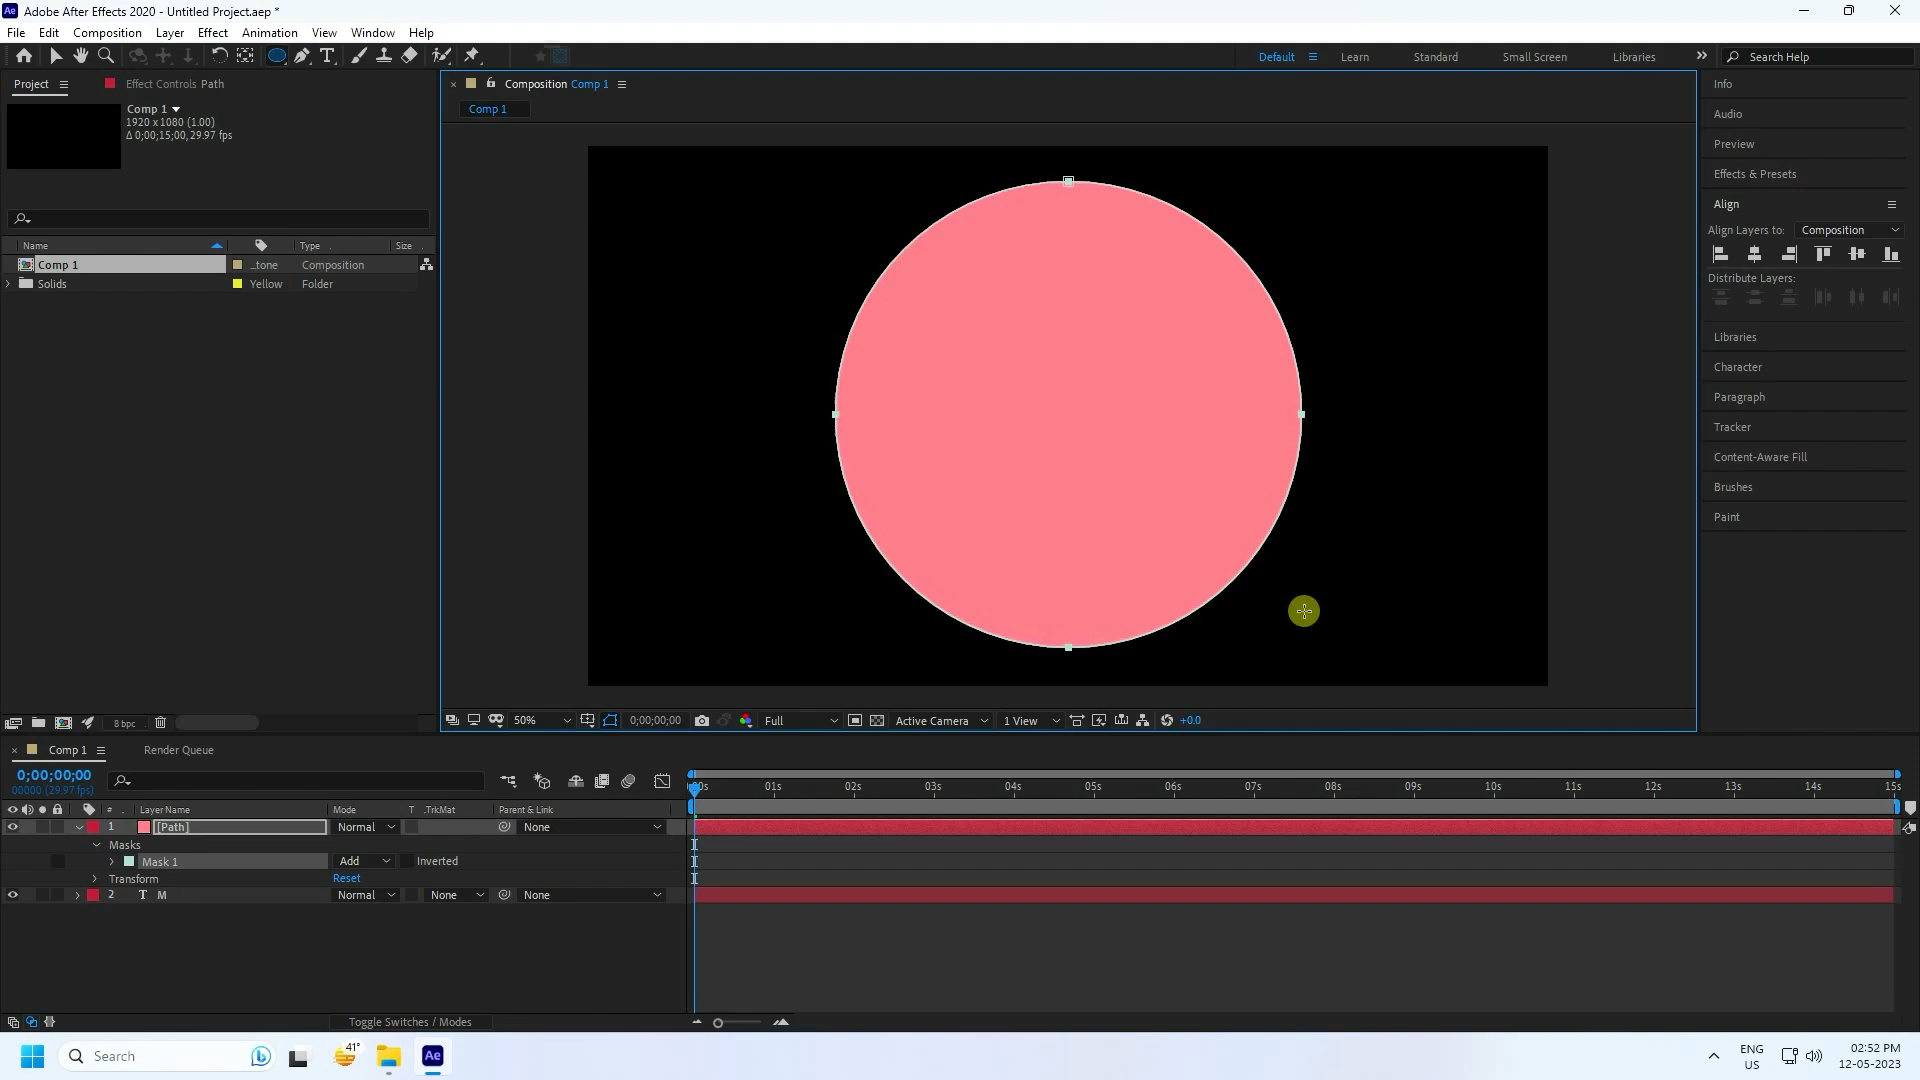 Adobe After Effects 2020 - Untitled Project.aep *
File Edit Composition Layer Effect Animation View Window Help
Default Learn Standard Small Screen Libraries Search Help
Project Effect Controls Path
Comp 1
1920 x 1080 (1.00)
Δ 0;00;15;00, 29.97 fps
Name Type Size
Comp 1 _.tone Composition
Solids Yellow Folder
8 bpc
Composition Comp 1
Comp 1
50% 0;00;00;00 Full Active Camera 1 View +0.0
Info
Audio
Preview
Effects & Presets
Align
Align Layers to: Composition
Distribute Layers:
Libraries
Character
Paragraph
Tracker
Content-Aware Fill
Brushes
Paint
Comp 1 Render Queue
0;00;00;00
00000 (29.97 fps)
# Layer Name Mode T .TrkMat Parent & Link
1 [Path] Normal None
Masks
Mask 1 Add Inverted
Transform Reset
2 T M Normal None None
00s 01s 02s 03s 04s 05s 06s 07s 08s 09s 10s 11s 12s 13s 14s 15s
Toggle Switches / Modes
Search
41°
Ae
ENG
US
02:52 PM
12-05-2023